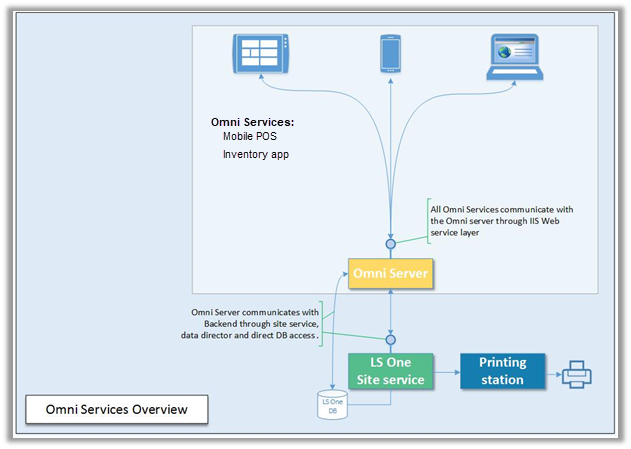 Omni Services:
Mobile POS
Inventory app
All Omni Services communicate with
the Omni server through IIS Web
service layer
Omni Server
Omni Server communicates with
Backend through site service,
data director and direct DB access.
LS One
Site service
Printing
station
LS One
DB
Omni Services Overview